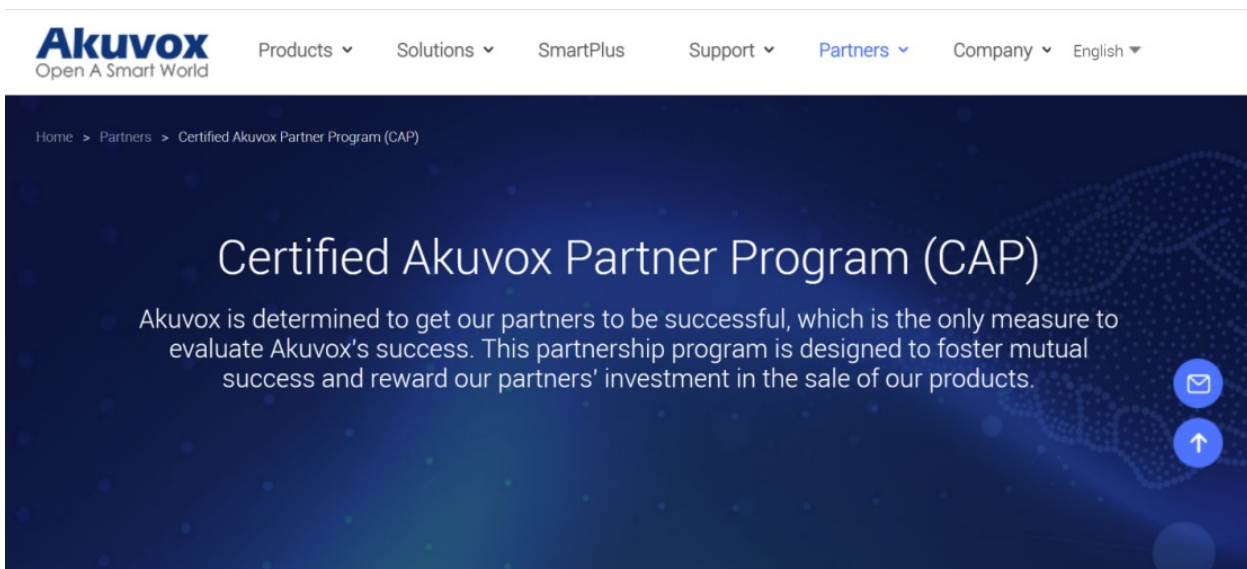 Akuvox
Open A Smart World
Products Solutions SmartPlus Support Partners Company English
Home > Partners > Certified Akuvox Partner Program (CAP)
Certified Akuvox Partner Program (CAP)
Akuvox is determined to get our partners to be successful, which is the only measure to
evaluate Akuvox's success. This partnership program is designed to foster mutual
success and reward our partners' investment in the sale of our products.